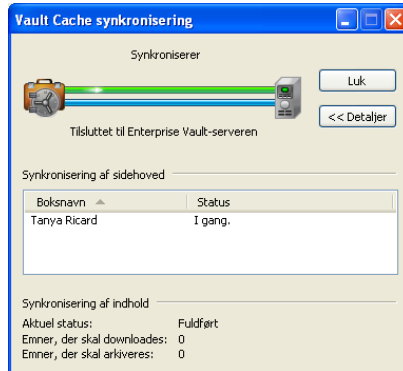 Vault Cache synkronisering
Synkroniserer
Luk
<< Detaljer
Tilsluttet til Enterprise Vault-serveren
Synkronisering af sidehoved
Boksnavn Status
Tanya Ricard I gang.
Synkronisering af indhold
Aktuel status: Fuldført
Emner, der skal downloades: 0
Emner, der skal arkiveres: 0